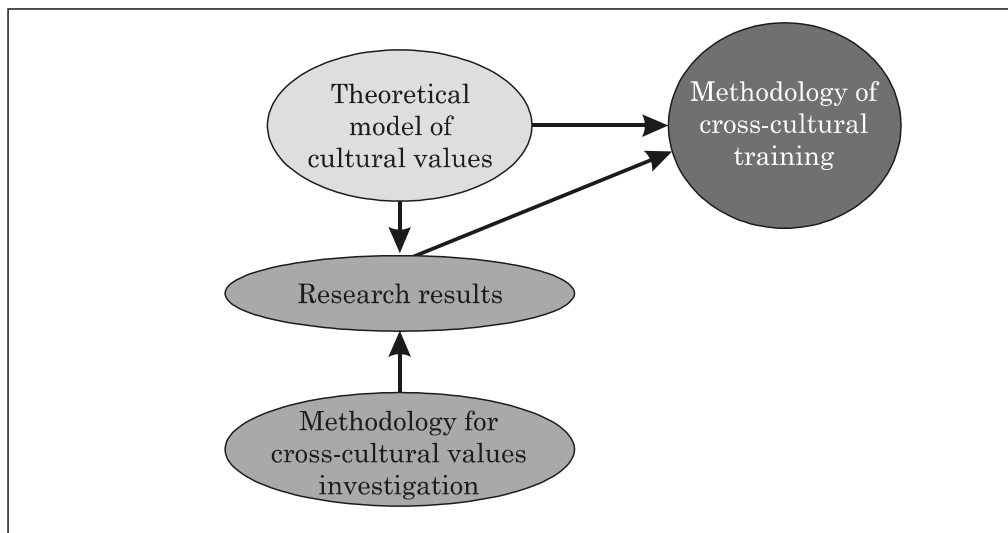 Theoretical
model of
cultural values
Methodology of
cross-cultural
training
Research results
Methodology for
cross-cultural values
investigation